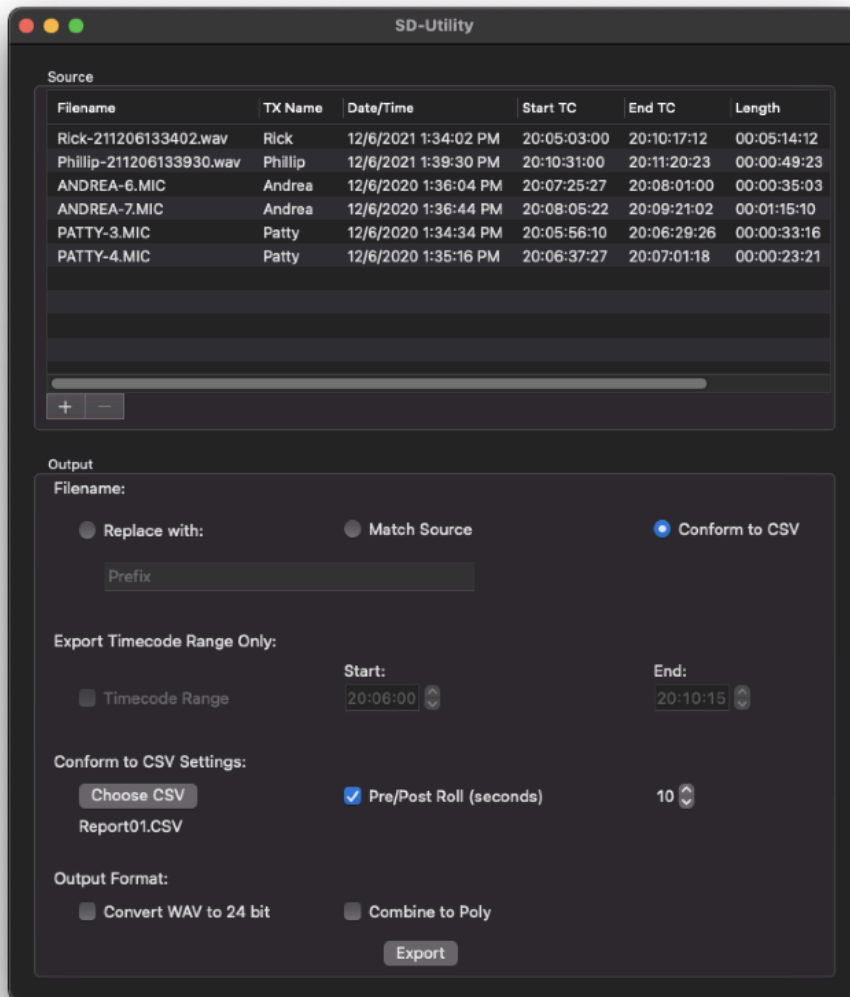 SD-Utility
Source
Filename TX Name Date/Time Start TC End TC Length
Rick-211206133402.wav Rick 12/6/2021 1:34:02 PM 20:05:03:00 20:10:17:12 00:05:14:12
Phillip-211206133930.wav Phillip 12/6/2021 1:39:30 PM 20:10:31:00 20:11:20:23 00:00:49:23
ANDREA-6.MIC Andrea 12/6/2020 1:36:04 PM 20:07:25:27 20:08:01:00 00:00:35:03
ANDREA-7.MIC Andrea 12/6/2020 1:36:44 PM 20:08:05:22 20:09:21:02 00:01:15:10
PATTY-3.MIC Patty 12/6/2020 1:34:34 PM 20:05:56:10 20:06:29:26 00:00:33:16
PATTY-4.MIC Patty 12/6/2020 1:35:16 PM 20:06:37:27 20:07:01:18 00:00:23:21
Output
Filename:
Replace with: Match Source Conform to CSV
Prefix
Export Timecode Range Only:
Start: End:
Timecode Range 20:06:00 20:10:15
Conform to CSV Settings:
Choose CSV Pre/Post Roll (seconds) 10
Report01.CSV
Output Format:
Convert WAV to 24 bit Combine to Poly
Export